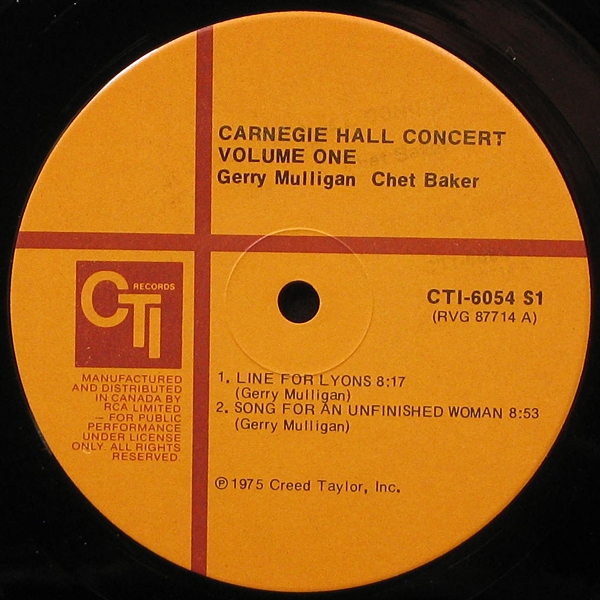 CARNEGIE HALL CONCERT
VOLUME ONE
Gerry Mulligan Chet Baker
CTI RECORDS
CTI-6054 S1
(RVG 87714 A)
MANUFACTURED
AND DISTRIBUTED
IN CANADA BY
RCA LIMITED
— FOR PUBLIC
PERFORMANCE
UNDER LICENSE
ONLY. ALL RIGHTS
RESERVED.
1. LINE FOR LYONS 8:17
(Gerry Mulligan)
2. SONG FOR AN UNFINISHED WOMAN 8:53
(Gerry Mulligan)
℗ 1975 Creed Taylor, Inc.